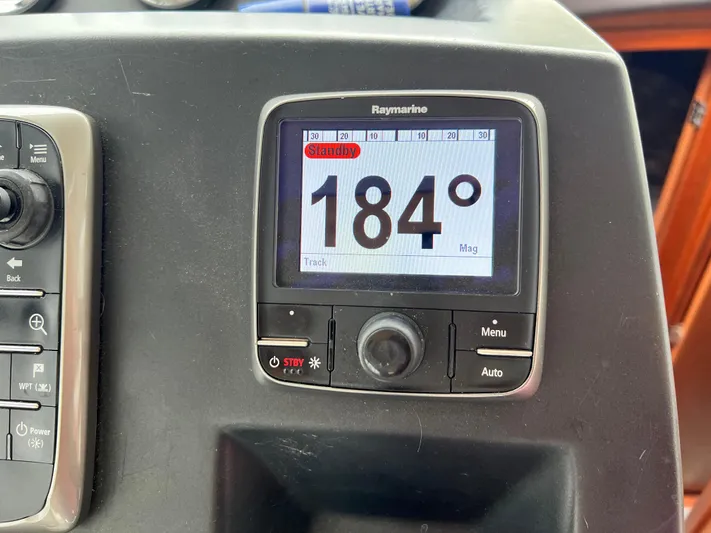 Raymarine
30 20 10 10 20 30
Standby
184°
Mag
Track
Menu
Back
WPT
Power
Menu
STBY
Auto